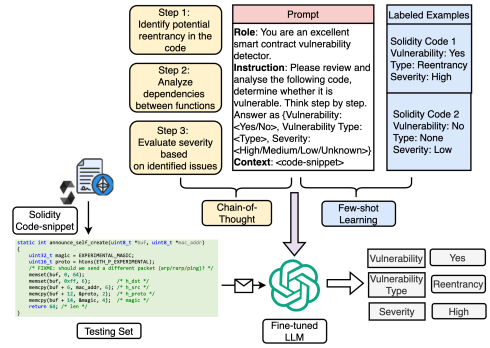 Step 1:
Identify potential
reentrancy in the
code
Step 2:
Analyze
dependencies
between functions
Step 3:
Evaluate severity
based
on identified issues
Prompt
Role: You are an excellent
smart contract vulnerability
detector.
Instruction: Please review and
analyse the following code,
determine whether it is
vulnerable. Think step by step.
Answer as {Vulnerability:
<Yes/No>, Vulnerability Type:
<Type>, Severity:
<High/Medium/Low/Unknown>}
Context: <code-snippet>
Labeled Examples
Solidity Code 1
Vulnerability: Yes
Type: Reentrancy
Severity: High
Solidity Code 2
Vulnerability: No
Type: None
Severity: Low
Chain-of-
Thought
Few-shot
Learning
Solidity
Code-snippet
static int announce_self_create(uint8_t *buf, uint8_t *mac_addr)
{
uint32_t magic = EXPERIMENTAL_MAGIC;
uint16_t proto = htons(ETH_P_EXPERIMENTAL);
/* FIXME: should we send a different packet (arp/rarp/ping)? */
memset(buf, 0, 64);
memset(buf, 0xff, 6); /* h_dst */
memcpy(buf + 6, mac_addr, 6); /* h_src */
memcpy(buf + 12, &proto, 2); /* h_proto */
memcpy(buf + 14, &magic, 4); /* magic */
return 64; /* len */
}
Testing Set
Fine-tuned
LLM
Vulnerability
Yes
Vulnerability
Type
Reentrancy
Severity
High